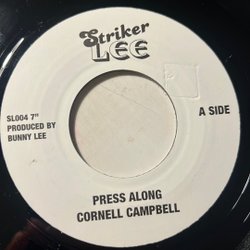 Striker
LEE
SL004 7"
PRODUCED BY
BUNNY LEE
A SIDE
PRESS ALONG
CORNELL CAMPBELL